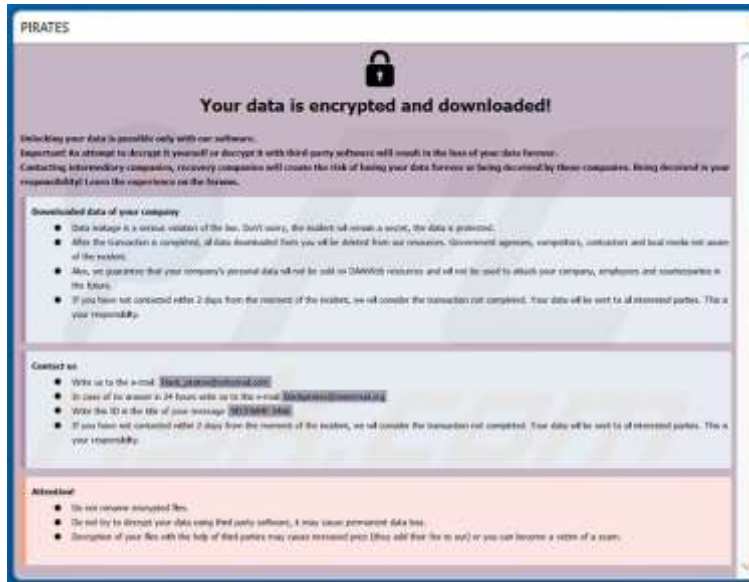 PIRATES
Your data is encrypted and downloaded!
Unlocking your data is possible only with our software.
Important! An attempt to decrypt it yourself or decrypt it with third-party software will result in the loss of your data forever.
Contacting intermediary companies, recovery companies will create the risk of losing your data forever or being deceived by these companies. Being deceived is your
responsibility! Learn the experience on the forums.
Downloaded data of your company
Data leakage is a serious violation of the law. Don't worry, the incident will remain a secret, the data is protected.
After the transaction is completed, all data downloaded from you will be deleted from our resources. Government agencies, competitors, contractors and local media not aware
of the incident.
Also, we guarantee that your company's personal data will not be sold on DARKWeb resources and will not be used to attack your company, employees and counterparties in
the future.
If you have not contacted within 2 days from the moment of the incident, we will consider the transaction not completed. Your data will be sent to all interested parties. This is
your responsibility.
Contact us
Write us to the e-mail
In case of no answer in 24 hours write us to the e-mail
Write this ID in the title of your message
If you have not contacted within 2 days from the moment of the incident, we will consider the transaction not completed. Your data will be sent to all interested parties. This is
your responsibility.
Attention!
Do not rename encrypted files.
Do not try to decrypt your data using third party software, it may cause permanent data loss.
Decryption of your files with the help of third parties may cause increased price (they add their fee to our) or you can become a victim of a scam.